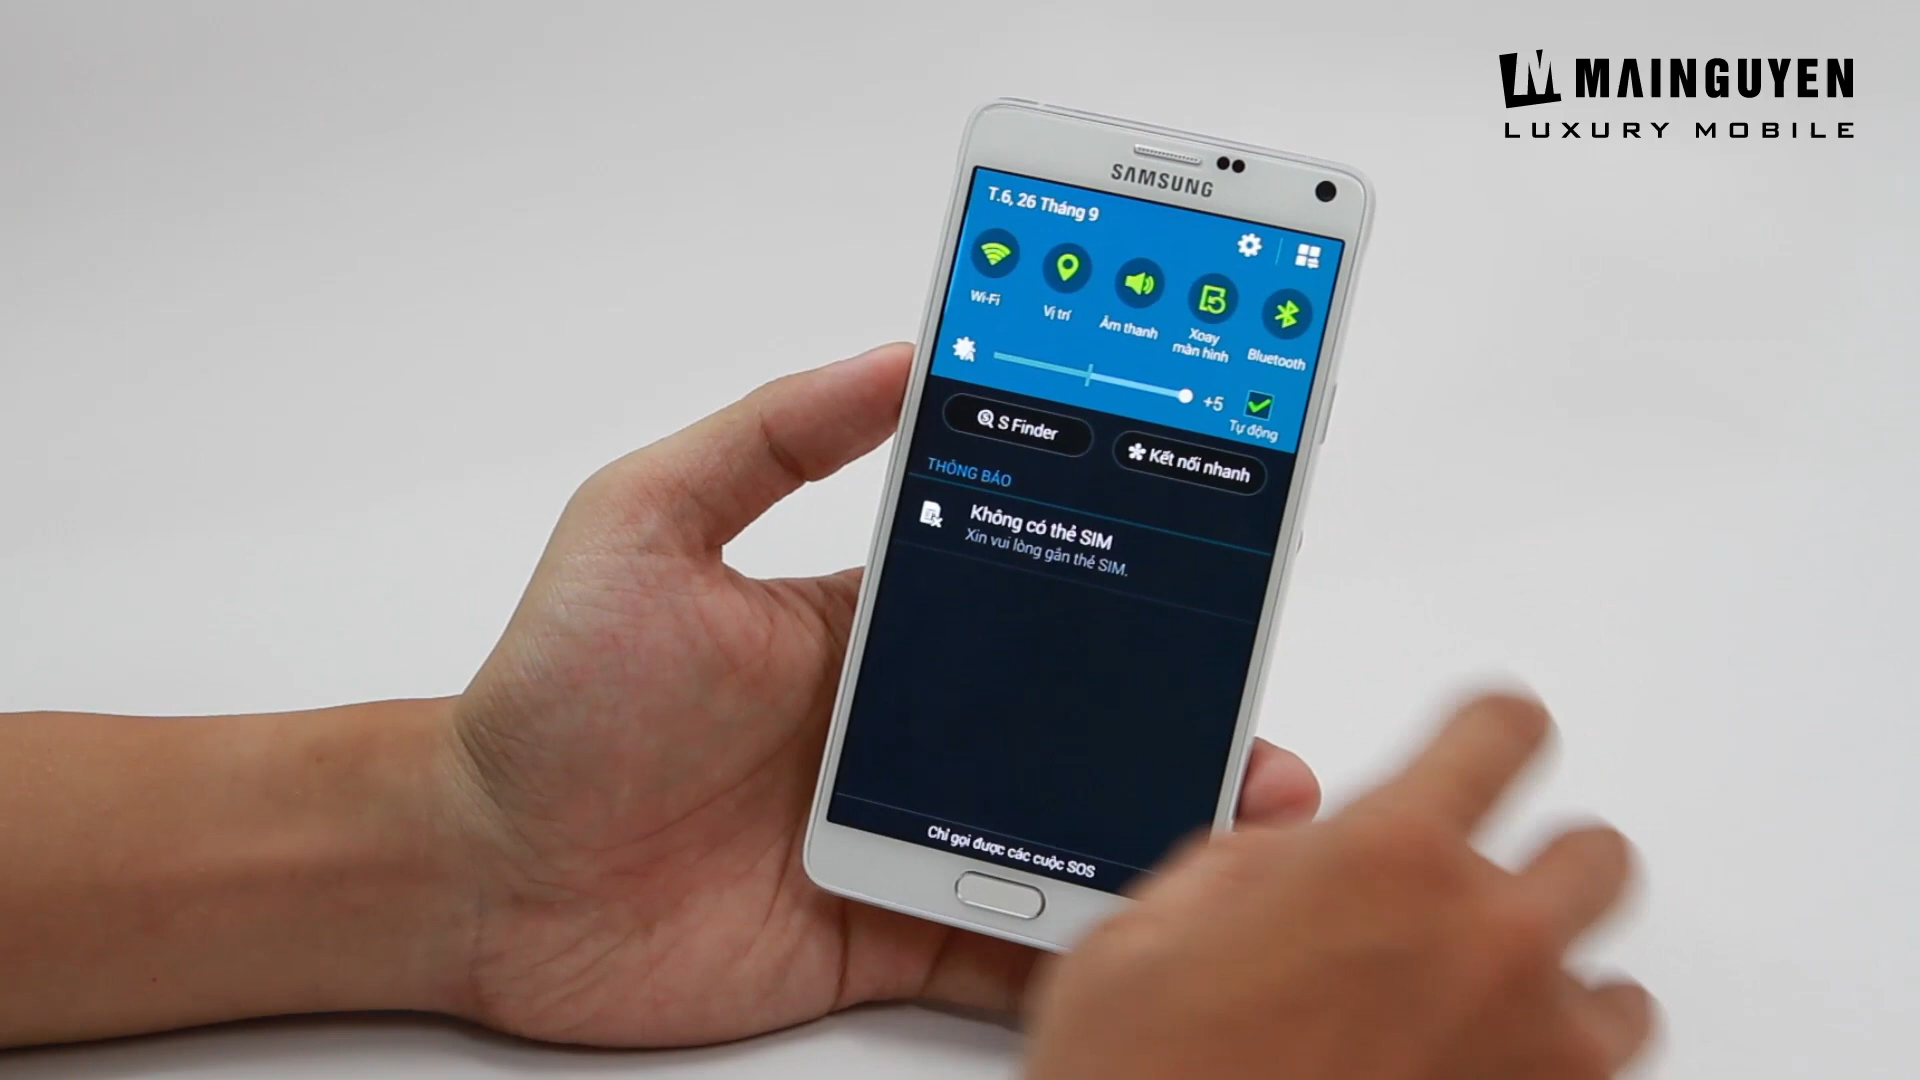 MAINGUYEN
LUXURY MOBILE
SAMSUNG
T.6, 26 Tháng 9
Wi-Fi
Vị trí
Âm thanh
Xoay
màn hình
Bluetooth
+5
Tự động
S Finder
Kết nối nhanh
THÔNG BÁO
Không có thẻ SIM
Xin vui lòng gắn thẻ SIM.
Chỉ gọi được các cuộc SOS